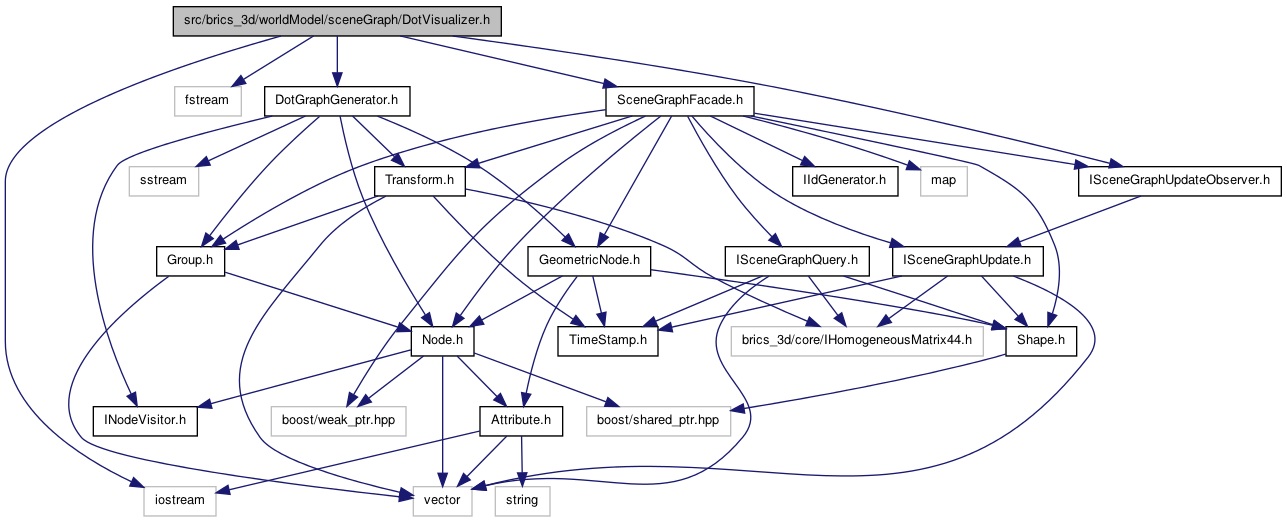 src/brics_3d/worldModel/sceneGraph/DotVisualizer.h
fstream
DotGraphGenerator.h
SceneGraphFacade.h
sstream
Transform.h
IIdGenerator.h
map
ISceneGraphUpdateObserver.h
Group.h
GeometricNode.h
ISceneGraphQuery.h
ISceneGraphUpdate.h
Node.h
TimeStamp.h
brics_3d/core/IHomogeneousMatrix44.h
Shape.h
INodeVisitor.h
boost/weak_ptr.hpp
Attribute.h
boost/shared_ptr.hpp
iostream
vector
string